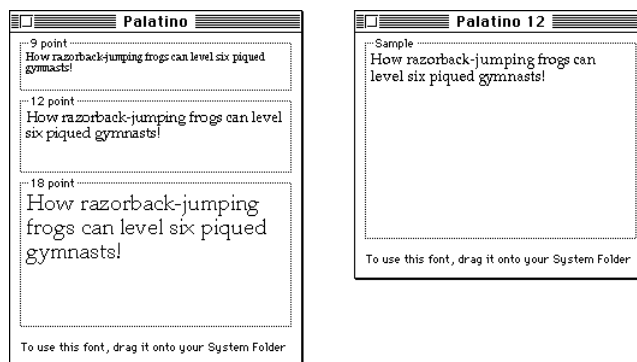 Palatino
9 point
How razorback-jumping frogs can level six piqued
gymnasts!
12 point
How razorback-jumping frogs can level
six piqued gymnasts!
18 point
How razorback-jumping
frogs can level six piqued
gymnasts!
To use this font, drag it onto your System Folder
Palatino 12
Sample
How razorback-jumping frogs can
level six piqued gymnasts!
To use this font, drag it onto your System Folder